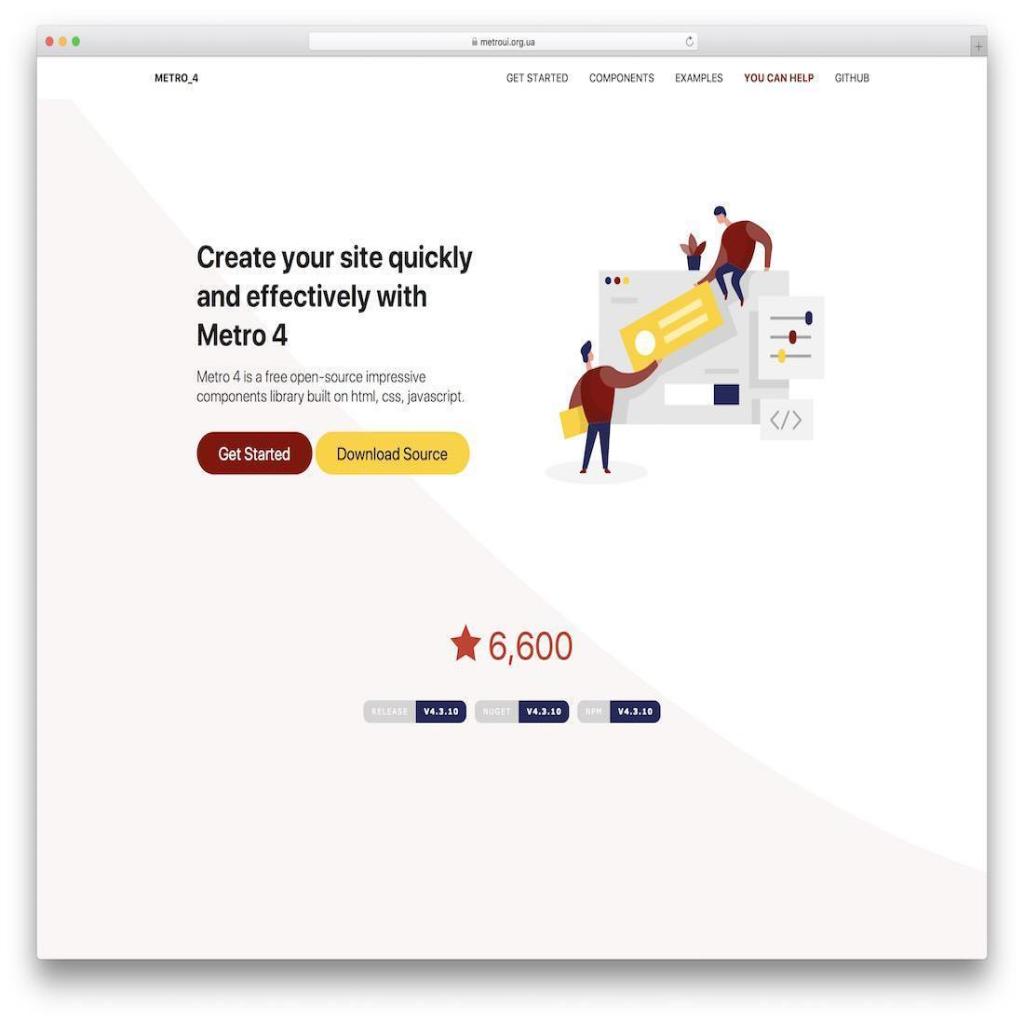 metroui.org.ua
METRO_4
GET STARTED COMPONENTS EXAMPLES YOU CAN HELP GITHUB
Create your site quickly
and effectively with
Metro 4
Metro 4 is a free open-source impressive
components library built on html, css, javascript.
Get Started Download Source
</>
6,600
RELEASE V4.3.10 NUGET V4.3.10 NPM V4.3.10